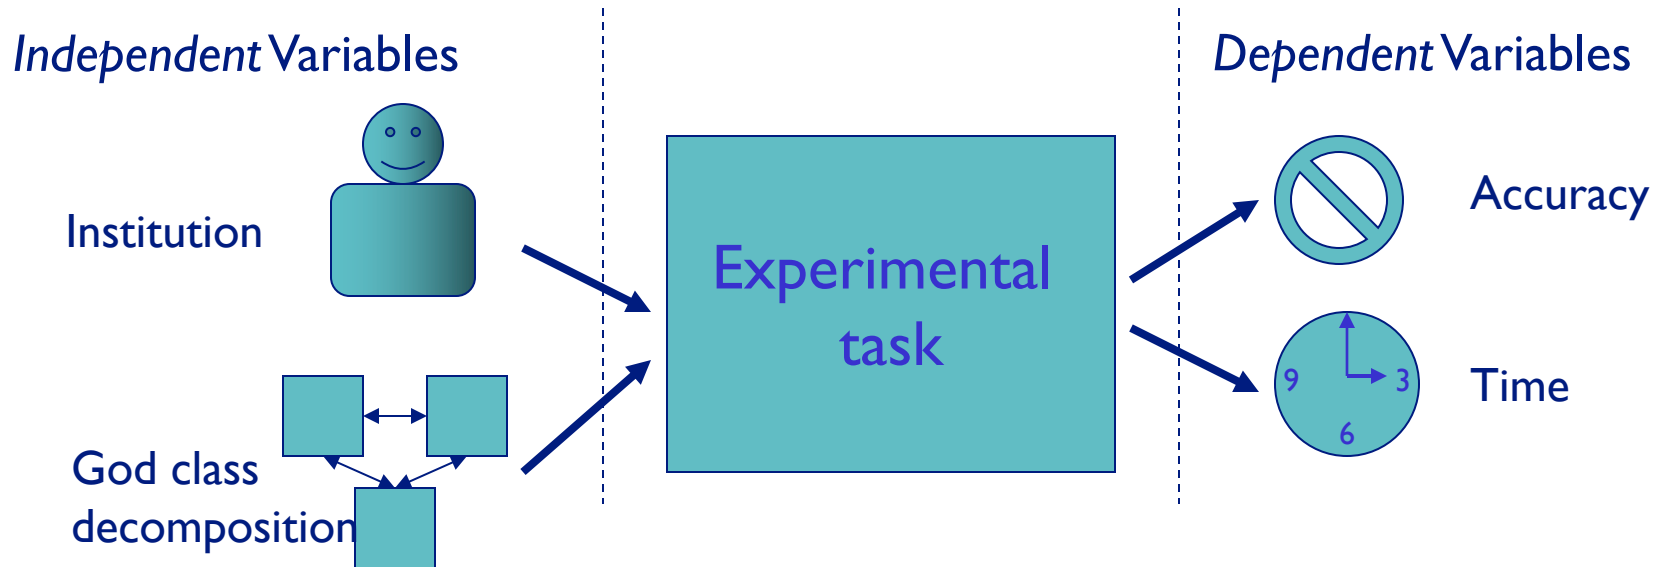 Independent Variables
Dependent Variables
Institution
God class
decomposition
Experimental
task
Accuracy
9
3
6
Time